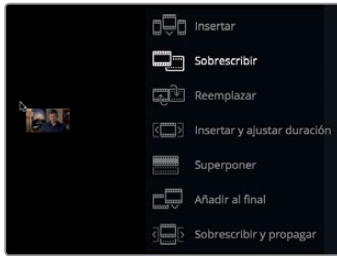 Insertar
Sobrescribir
Reemplazar
Insertar y ajustar duración
Superponer
Añadir al final
Sobrescribir y propagar